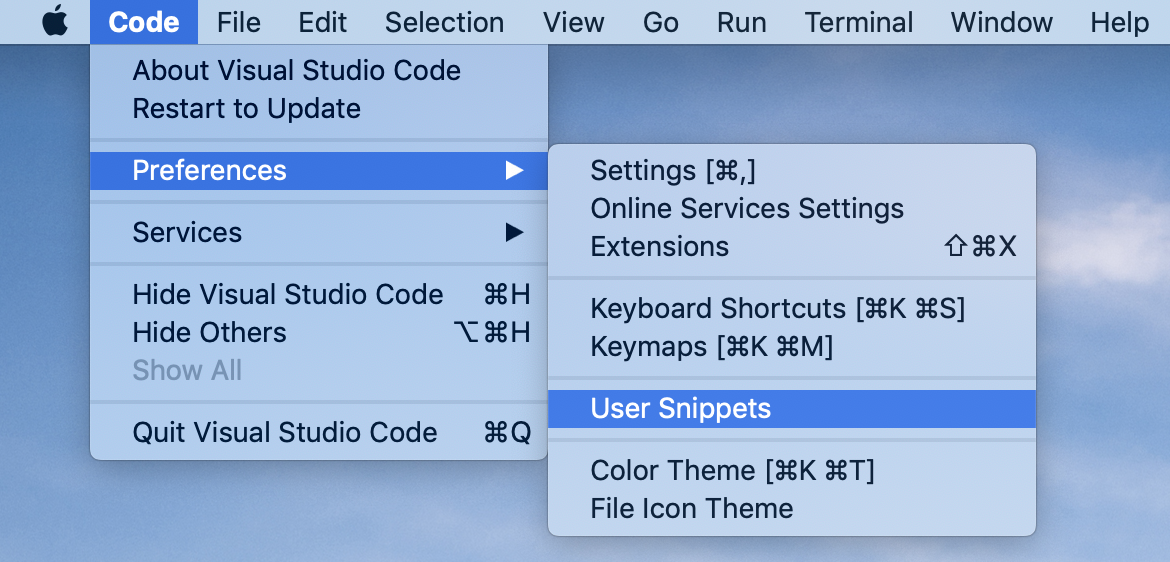 Code File Edit Selection View Go Run Terminal Window Help
About Visual Studio Code
Restart to Update
Preferences
Services
Hide Visual Studio Code ⌘H
Hide Others ⌥⌘H
Show All
Quit Visual Studio Code ⌘Q
Settings [⌘,]
Online Services Settings
Extensions ⇧⌘X
Keyboard Shortcuts [⌘K ⌘S]
Keymaps [⌘K ⌘M]
User Snippets
Color Theme [⌘K ⌘T]
File Icon Theme